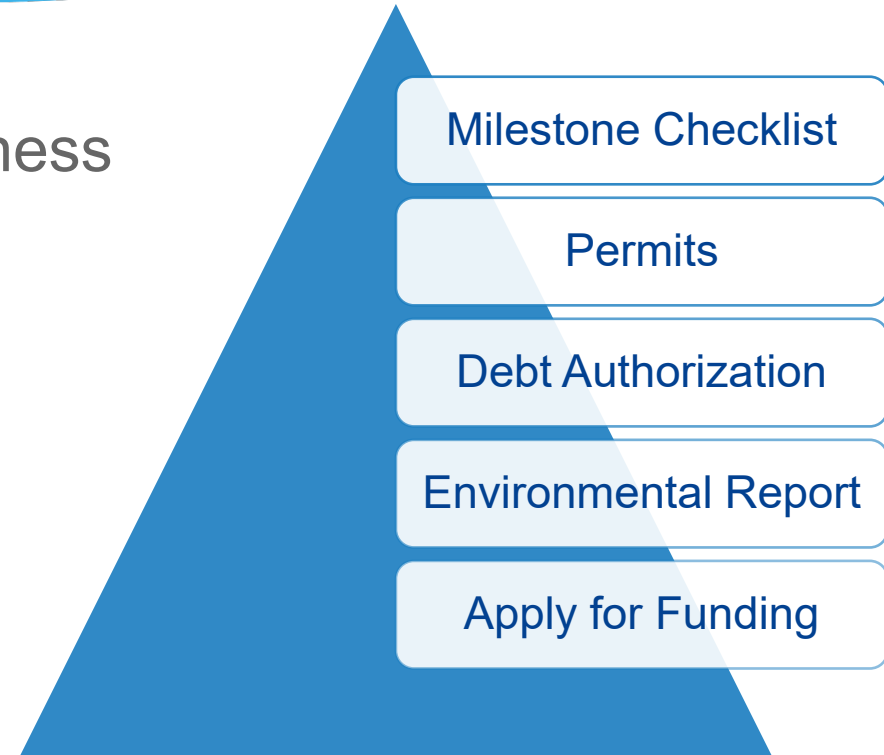 ness
Milestone Checklist
Permits
Debt Authorization
Environmental Report
Apply for Funding